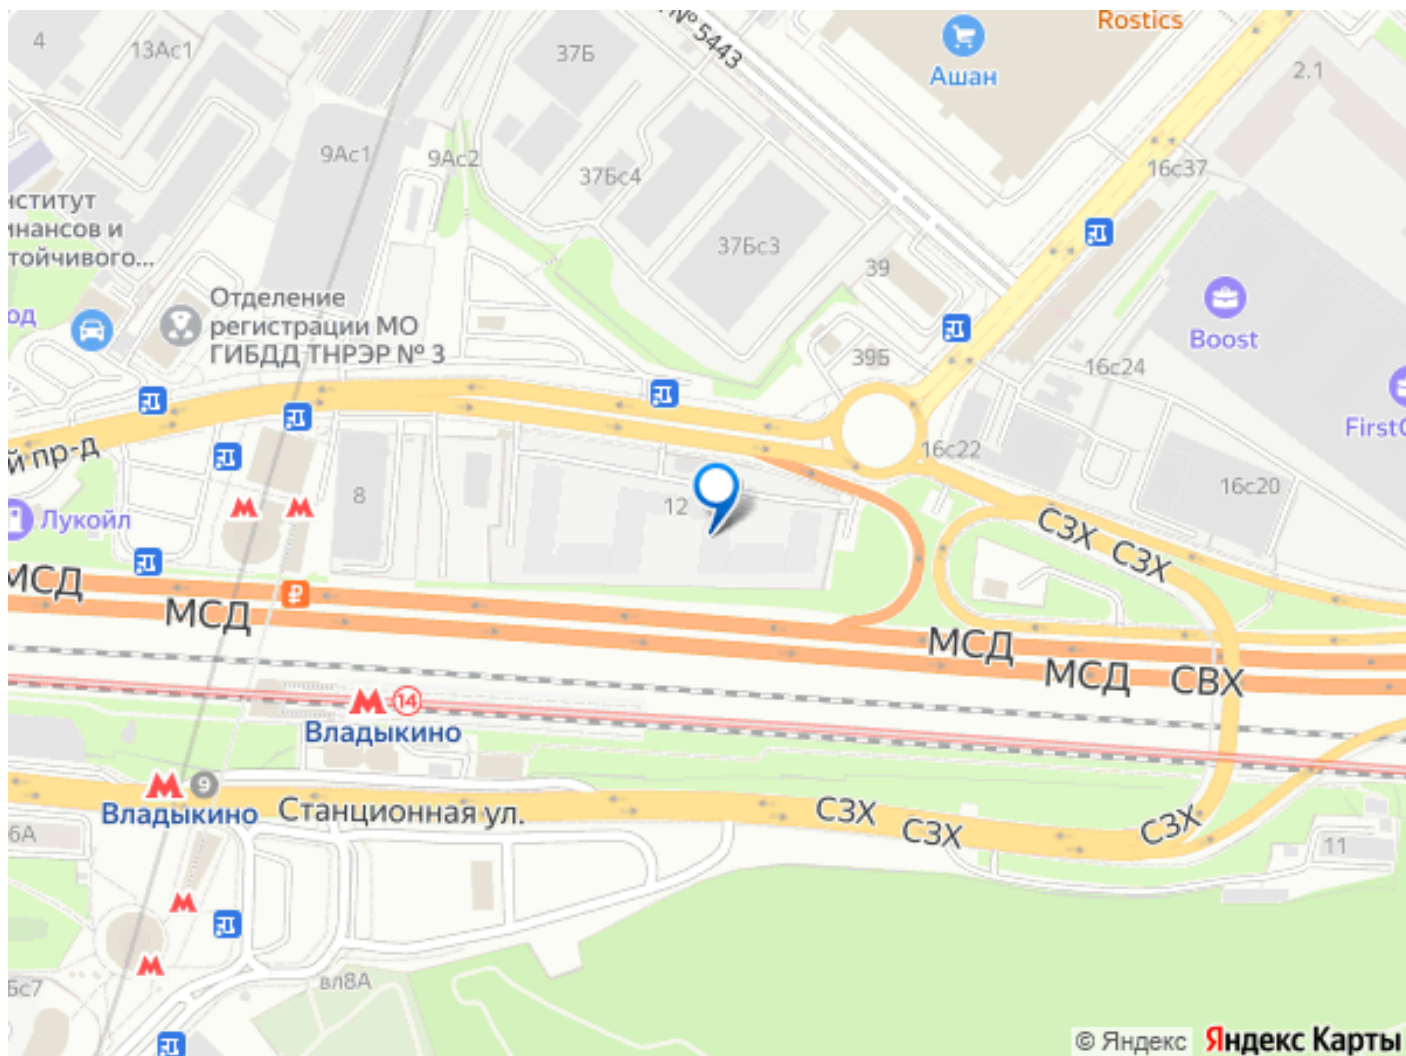 4
13Ас1
37Б
№ 5443
Rostics
Ашан
2.1
9Ас1
9Ас2
37Бс4
16с37
нститут
инансов и
тойчивого...
37Бс3
39
Отделение
регистрации МО
ГИБДД ТНРЭР № 3
од
Boost
39Б
16с24
FirstC
й пр-д
16с22
8
12
16с20
Лукойл
СЗХ
СЗХ
МСД
МСД
МСД
МСД
СВХ
14
Владыкино
9
Владыкино
Станционная ул.
СЗХ
СЗХ
СЗХ
6А
11
вл8А
5с7
© Яндекс
Яндекс Карты